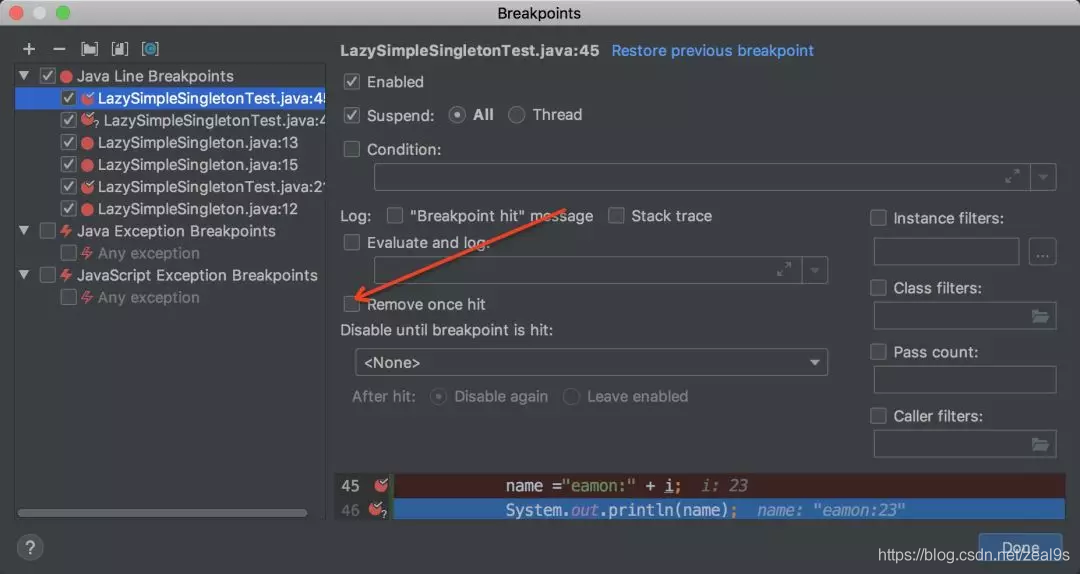 Breakpoints
LazySimpleSingletonTest.java:45 Restore previous breakpoint
Java Line Breakpoints
LazySimpleSingletonTest.java:45
LazySimpleSingletonTest.java:4
LazySimpleSingleton.java:13
LazySimpleSingleton.java:15
LazySimpleSingletonTest.java:21
LazySimpleSingleton.java:12
Java Exception Breakpoints
Any exception
JavaScript Exception Breakpoints
Any exception
Enabled
Suspend: All Thread
Condition:
Log: "Breakpoint hit" message Stack trace
Evaluate and log:
Remove once hit
Disable until breakpoint is hit:
<None>
After hit: Disable again Leave enabled
Instance filters:
...
Class filters:
Pass count:
Caller filters:
45 name ="eamon:" + i; i: 23
46 System.out.println(name); name: "eamon:23"
?
Done
https://blog.csdn.net/zeal9s